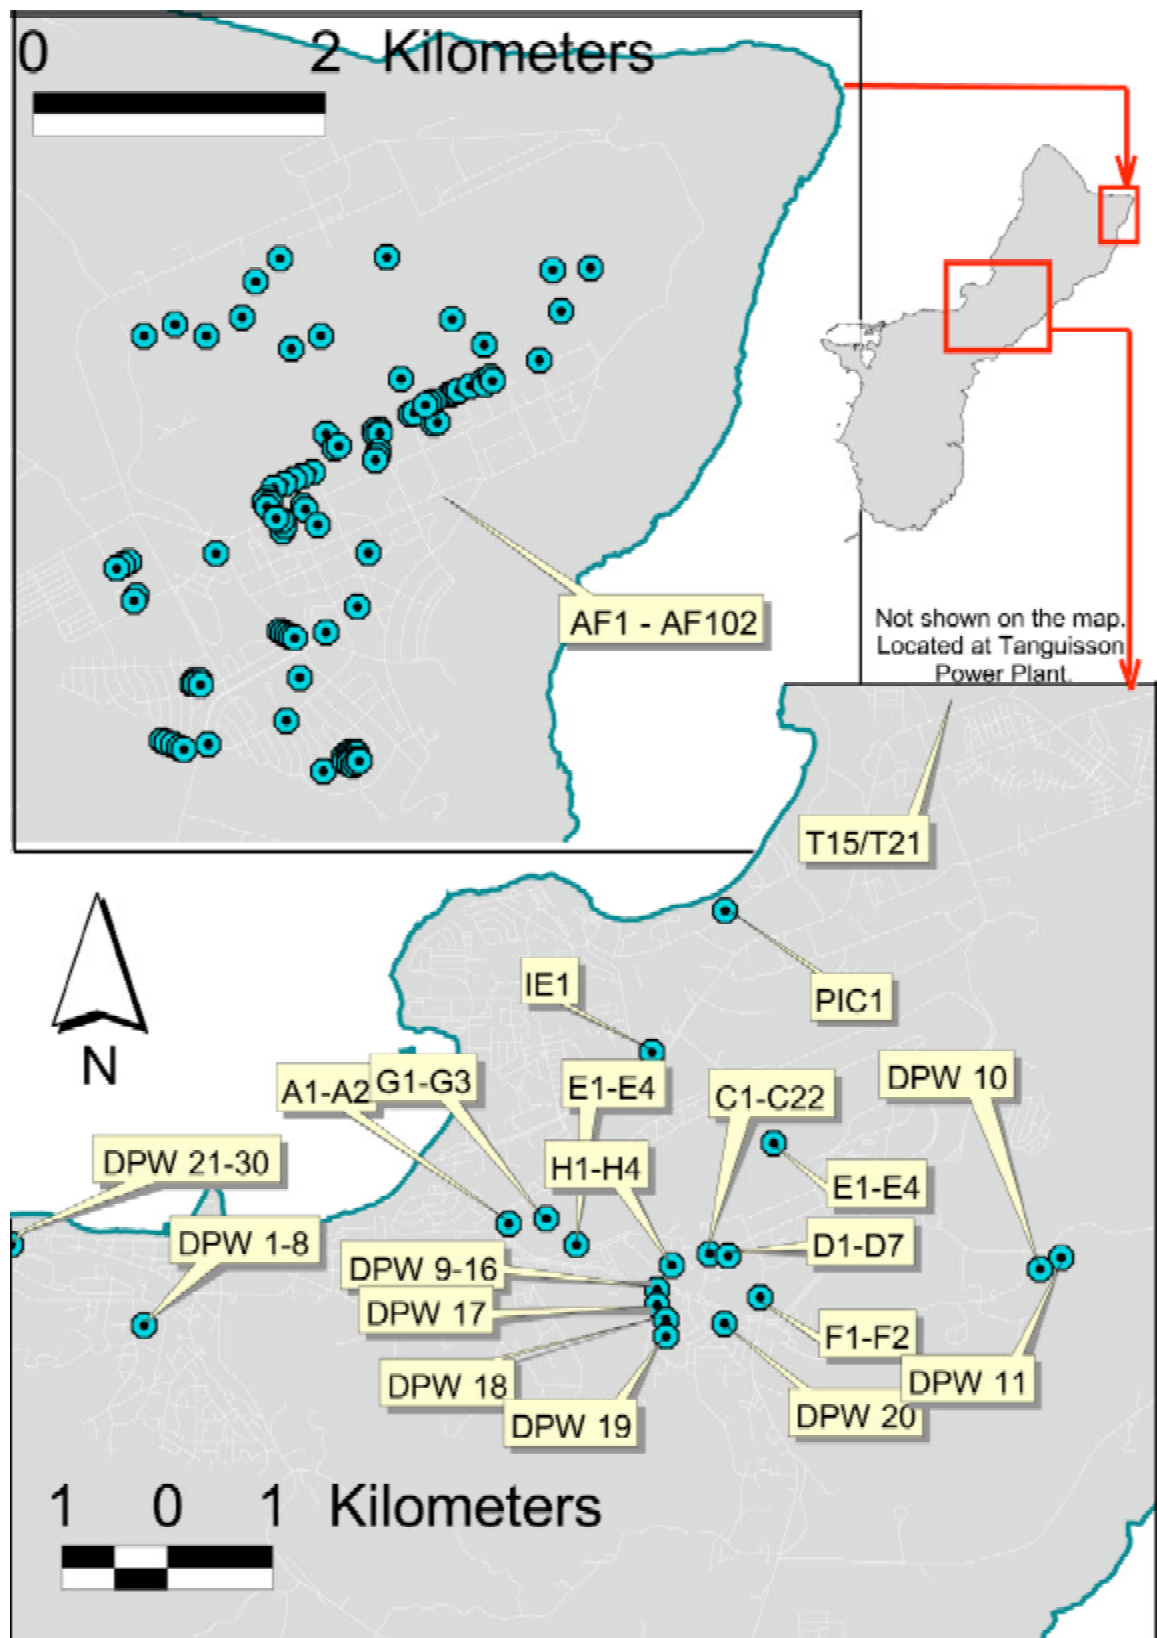 0 2 Kilometers
AF1 - AF102
Not shown on the map.
Located at Tanguisson
Power Plant.
T15/T21
PIC1
IE1
N
A1-A2
G1-G3
E1-E4
C1-C22
DPW 10
DPW 21-30
H1-H4
E1-E4
DPW 1-8
D1-D7
DPW 9-16
DPW 17
F1-F2
DPW 18
DPW 11
DPW 19
DPW 20
1 0 1 Kilometers